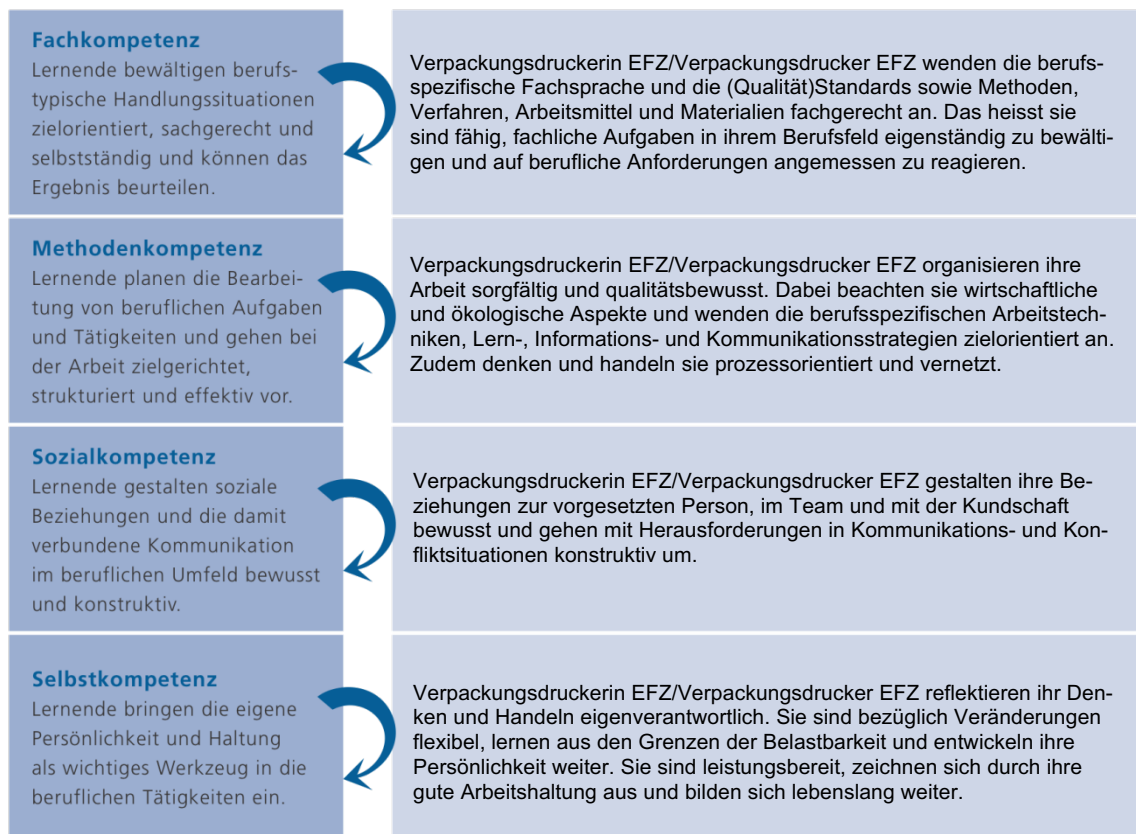 Fachkompetenz
Lernende bewältigen berufs-
typische Handlungssituationen
zielorientiert, sachgerecht und
selbstständig und können das
Ergebnis beurteilen.
Verpackungsdruckerin EFZ/Verpackungsdrucker EFZ wenden die berufs-
spezifische Fachsprache und die (Qualität)Standards sowie Methoden,
Verfahren, Arbeitsmittel und Materialien fachgerecht an. Das heisst sie
sind fähig, fachliche Aufgaben in ihrem Berufsfeld eigenständig zu bewälti-
gen und auf berufliche Anforderungen angemessen zu reagieren.
Methodenkompetenz
Lernende planen die Bearbei-
tung von beruflichen Aufgaben
und Tätigkeiten und gehen bei
der Arbeit zielgerichtet,
strukturiert und effektiv vor.
Verpackungsdruckerin EFZ/Verpackungsdrucker EFZ organisieren ihre
Arbeit sorgfältig und qualitätsbewusst. Dabei beachten sie wirtschaftliche
und ökologische Aspekte und wenden die berufsspezifischen Arbeitstech-
niken, Lern-, Informations- und Kommunikationsstrategien zielorientiert an.
Zudem denken und handeln sie prozessorientiert und vernetzt.
Sozialkompetenz
Lernende gestalten soziale
Beziehungen und die damit
verbundene Kommunikation
im beruflichen Umfeld bewusst
und konstruktiv.
Verpackungsdruckerin EFZ/Verpackungsdrucker EFZ gestalten ihre Be-
ziehungen zur vorgesetzten Person, im Team und mit der Kundschaft
bewusst und gehen mit Herausforderungen in Kommunikations- und Kon-
fliktsituationen konstruktiv um.
Selbstkompetenz
Lernende bringen die eigene
Persönlichkeit und Haltung
als wichtiges Werkzeug in die
beruflichen Tätigkeiten ein.
Verpackungsdruckerin EFZ/Verpackungsdrucker EFZ reflektieren ihr Den-
ken und Handeln eigenverantwortlich. Sie sind bezüglich Veränderungen
flexibel, lernen aus den Grenzen der Belastbarkeit und entwickeln ihre
Persönlichkeit weiter. Sie sind leistungsbereit, zeichnen sich durch ihre
gute Arbeitshaltung aus und bilden sich lebenslang weiter.